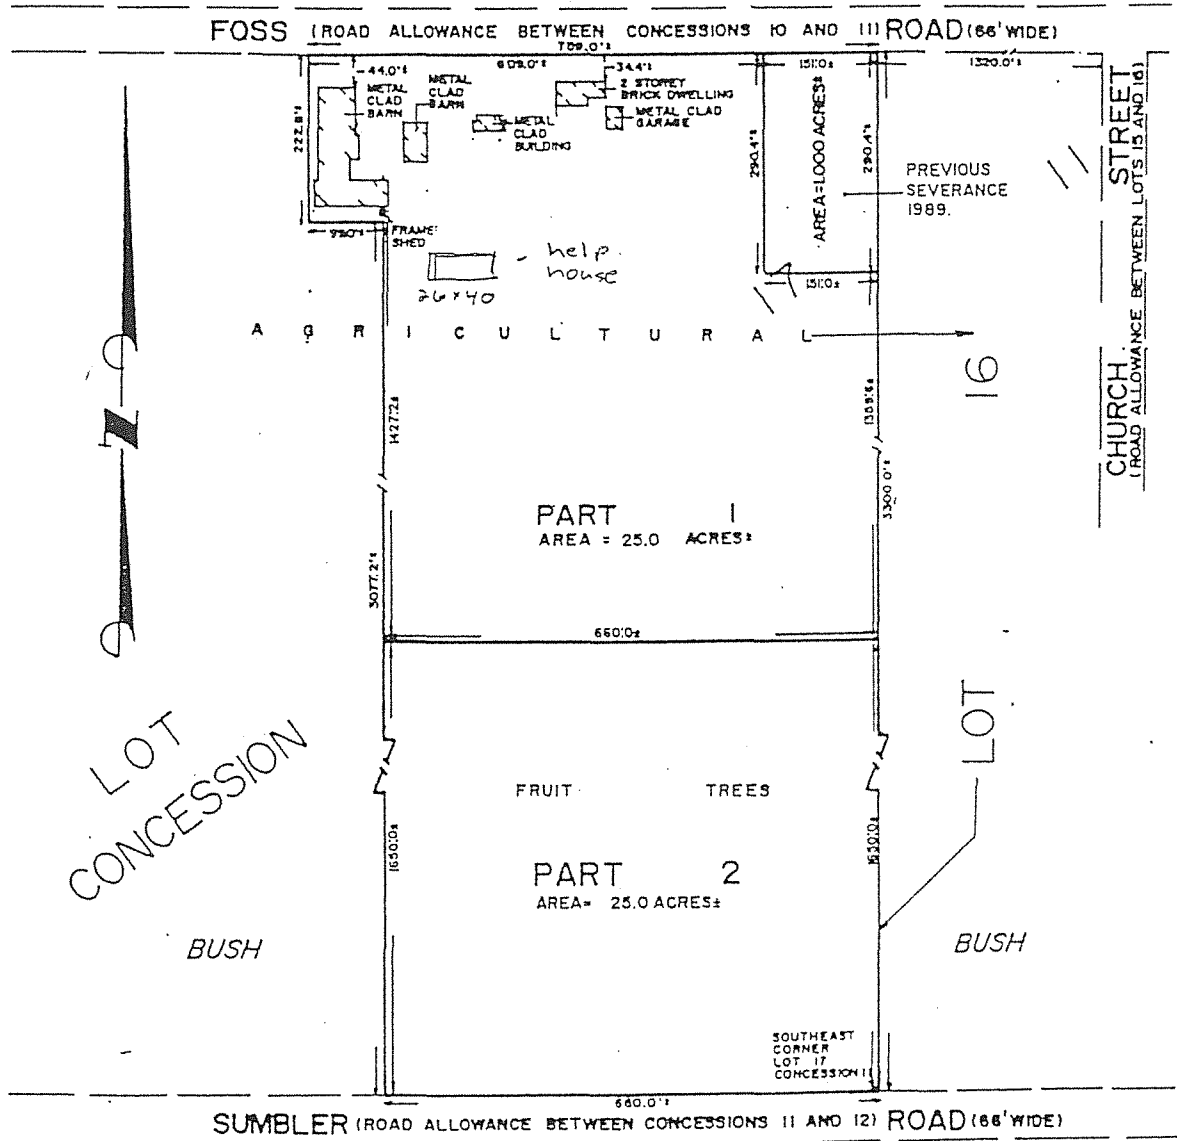 FOSS (ROAD ALLOWANCE BETWEEN CONCESSIONS 10 AND 11) ROAD (66' WIDE)
609.0'±
151.0±
1320.0'±
44.0'±
34.4'±
METAL
CLAD
BARN
METAL
CLAD
BARN
METAL
CLAD
BUILDING
2 STOREY
BRICK DWELLING
METAL CLAD
GARAGE
222.8'±
290.4'±
AREA=1.000 ACRES±
290.4'±
PREVIOUS
SEVERANCE
1989.
STREET
CHURCH
(ROAD ALLOWANCE BETWEEN LOTS 15 AND 16)
FRAME
SHED
help
house
26x40
151.0±
17
11
AGRICULTURAL
16
1427.2±
3300.0'±
N
PART 1
AREA = 25.0 ACRES±
3077.2'±
660.0±
LOT
CONCESSION
LOT
FRUIT TREES
1650.0±
1650.0±
PART 2
AREA= 25.0 ACRES±
BUSH
BUSH
SOUTHEAST
CORNER
LOT 17
CONCESSION 11
660.0'±
SUMBLER (ROAD ALLOWANCE BETWEEN CONCESSIONS 11 AND 12) ROAD (66' WIDE)